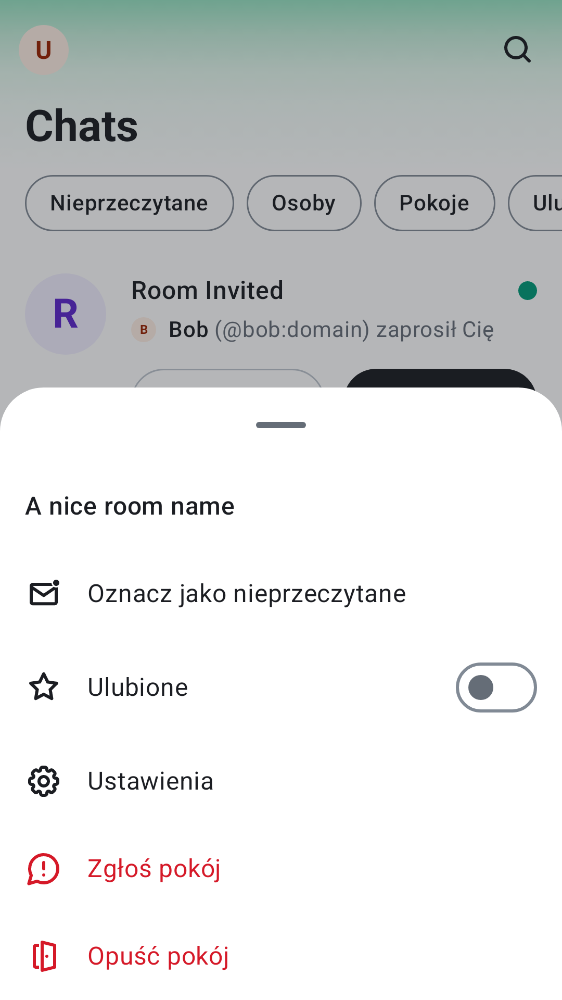 U
Chats
Nieprzeczytane
Osoby
Pokoje
Ulu
R
Room Invited
B
Bob (@bob:domain) zaprosił Cię
A nice room name
Oznacz jako nieprzeczytane
Ulubione
Ustawienia
Zgłoś pokój
Opuść pokój